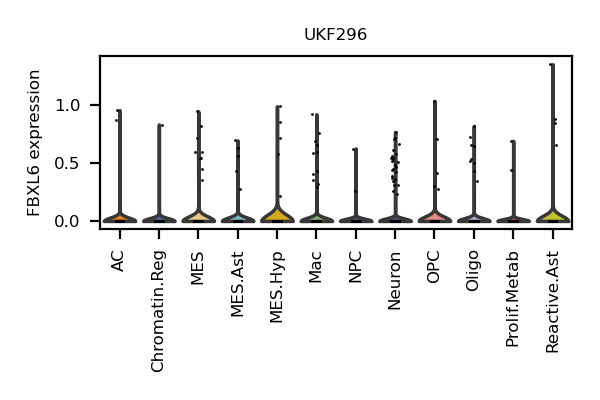 UKF296
FBXL6 expression
1.0
0.5
0.0
AC
Chromatin.Reg
MES
MES.Ast
MES.Hyp
Mac
NPC
Neuron
OPC
Oligo
Prolif.Metab
Reactive.Ast